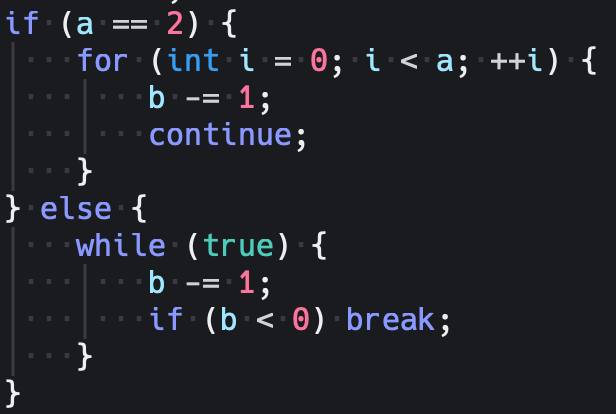 if (a == 2) {
    for (int i = 0; i < a; ++i) {
        b -= 1;
        continue;
    }
} else {
    while (true) {
        b -= 1;
        if (b < 0) break;
    }
}